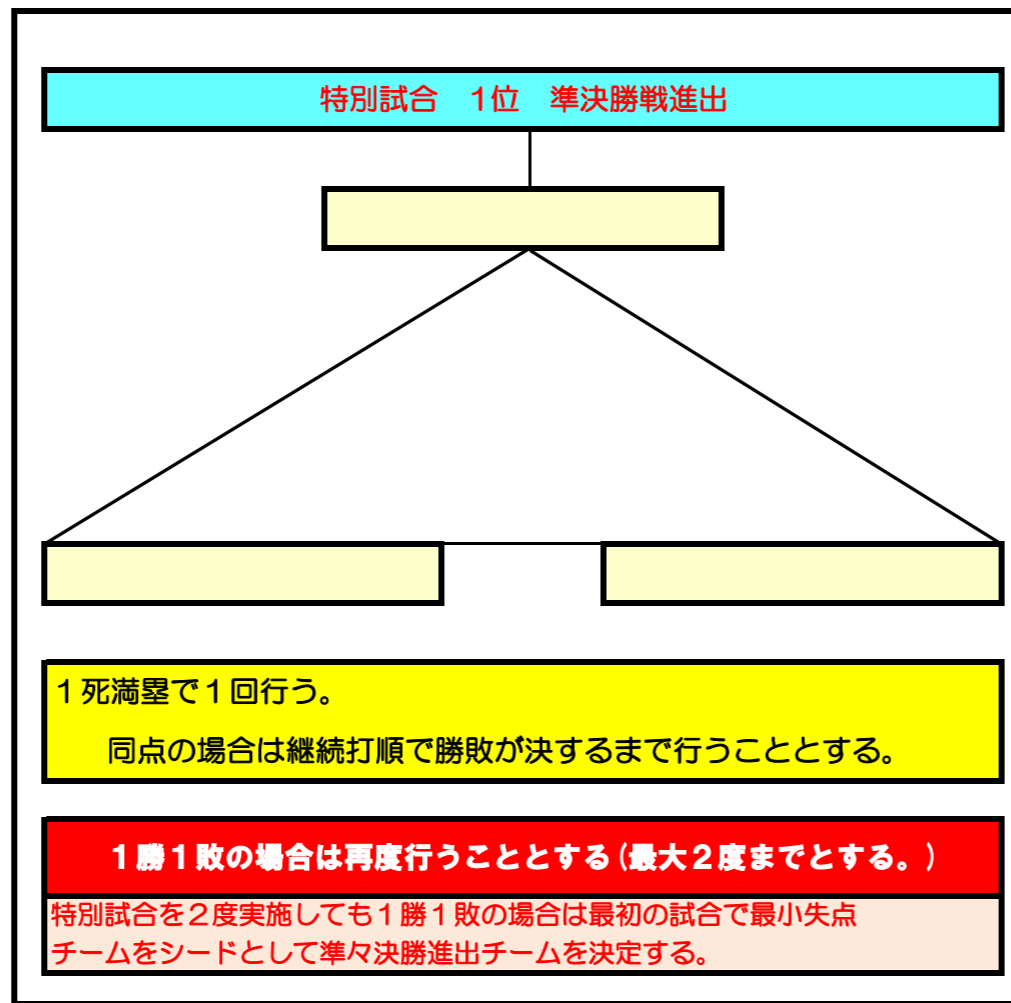 特別試合　1位　準決勝戦進出
１死満塁で１回行う。
同点の場合は継続打順で勝敗が決するまで行うこととする。
１勝１敗の場合は再度行うこととする(最大２度までとする。)
特別試合を２度実施しても１勝１敗の場合は最初の試合で最小失点
チームをシードとして準々決勝進出チームを決定する。